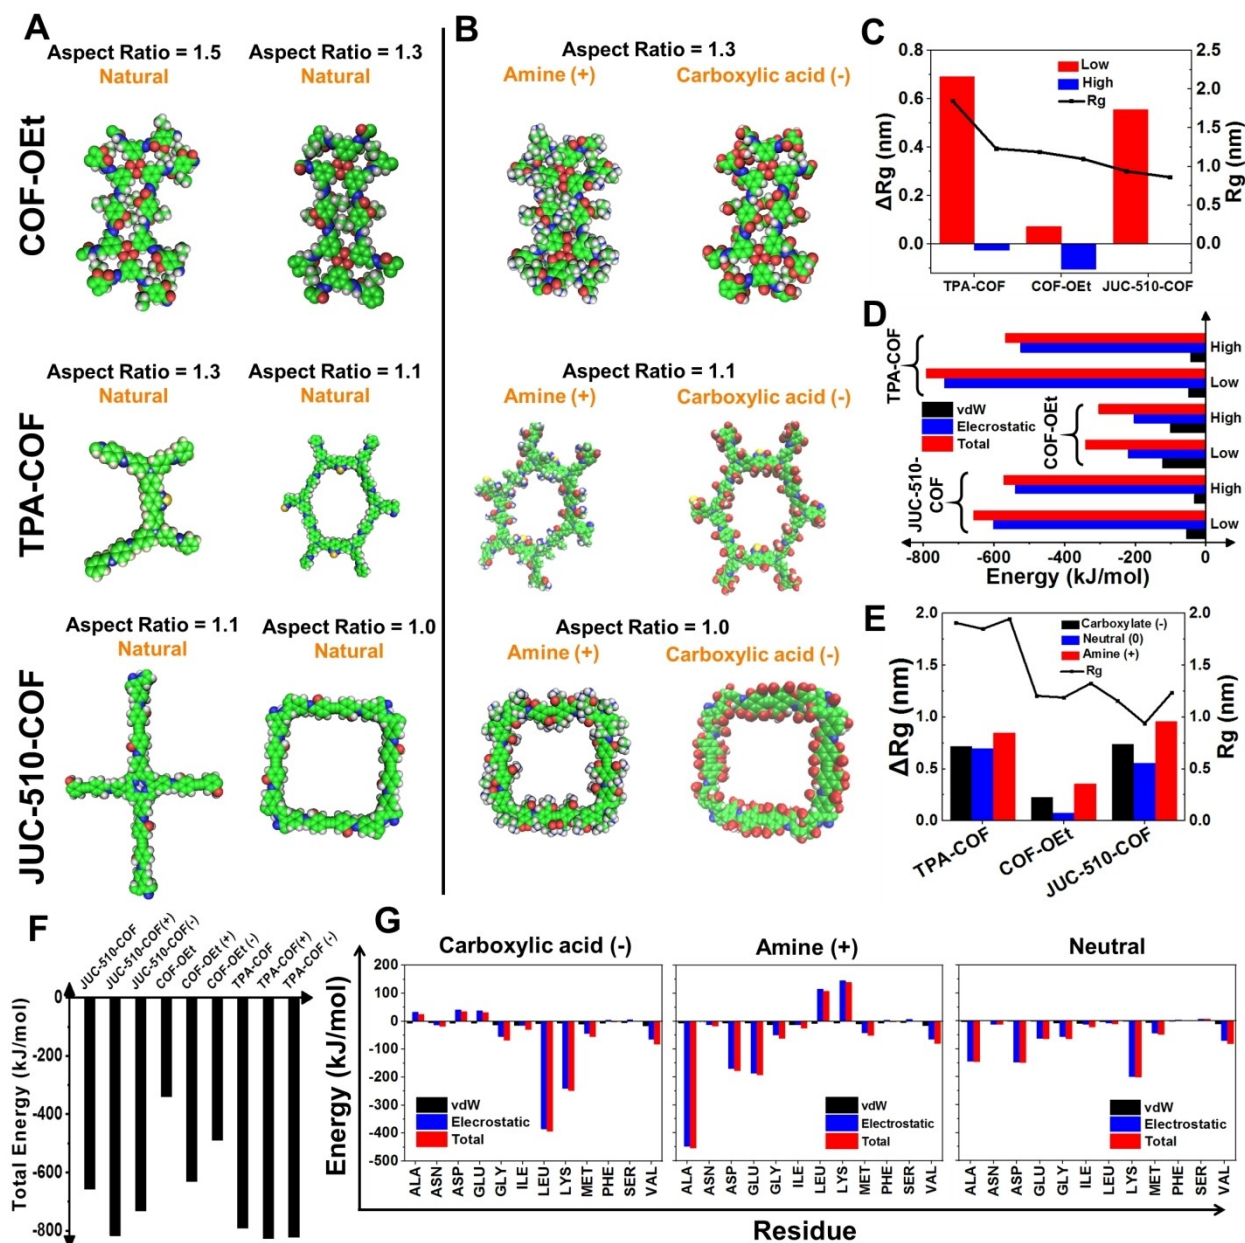 A
Aspect Ratio = 1.5
Natural
Aspect Ratio = 1.3
Natural
COF-OEt
Aspect Ratio = 1.3
Natural
Aspect Ratio = 1.1
Natural
TPA-COF
Aspect Ratio = 1.1
Natural
Aspect Ratio = 1.0
Natural
JUC-510-COF
B
Aspect Ratio = 1.3
Amine (+)
Carboxylic acid (-)
Aspect Ratio = 1.1
Amine (+)
Carboxylic acid (-)
Aspect Ratio = 1.0
Amine (+)
Carboxylic acid (-)
C
0.8
0.6
0.4
0.2
0.0
ΔRg (nm)
Low
High
Rg
2.5
2.0
1.5
1.0
0.5
0.0
Rg (nm)
TPA-COF
COF-OEt
JUC-510-COF
D
TPA-COF
COF-OEt
JUC-510-
COF
vdW
Elecrostatic
Total
High
Low
High
Low
High
Low
-800
-600
-400
-200
0
Energy (kJ/mol)
E
2.0
1.5
1.0
0.5
0.0
ΔRg (nm)
Carboxylate (-)
Neutral (0)
Amine (+)
Rg
2.0
1.5
1.0
0.5
0.0
Rg (nm)
TPA-COF
COF-OEt
JUC-510-COF
F
JUC-510-COF
JUC-510-COF(+)
JUC-510-COF(-)
COF-OEt
COF-OEt (+)
COF-OEt (-)
TPA-COF
TPA-COF(+)
TPA-COF (-)
0
-200
-400
-600
-800
Total Energy (kJ/mol)
G
Carboxylic acid (-)
Amine (+)
Neutral
200
100
0
-100
-200
-300
-400
-500
Energy (kJ/mol)
vdW
Electrostatic
Total
vdW
Electrostatic
Total
vdW
Electrostatic
Total
ALA
ASN
ASP
GLU
GLY
ILE
LEU
LYS
MET
PHE
SER
VAL
ALA
ASN
ASP
GLU
GLY
ILE
LEU
LYS
MET
PHE
SER
VAL
ALA
ASN
ASP
GLU
GLY
ILE
LEU
LYS
MET
PHE
SER
VAL
Residue